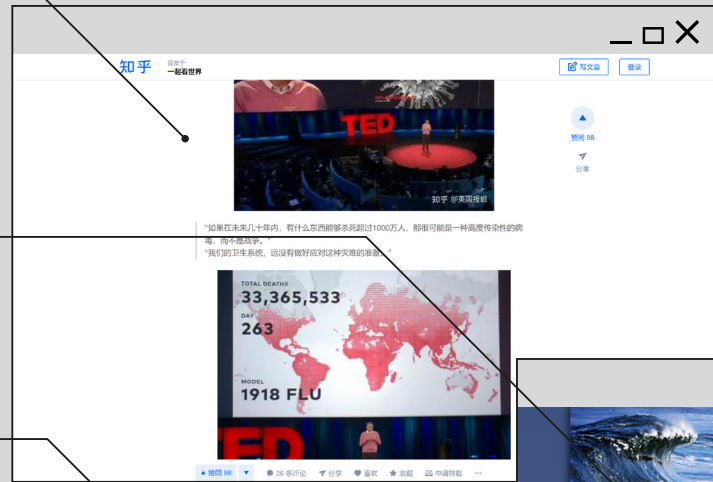 知乎
首发于
一起看世界
写文章
登录
TED
知乎 @英国报姐
赞同 98
分享
"如果在未来几十年内，有什么东西能够杀死超过1000万人，那很可能是一种高度传染性的病
毒，而不是战争。"
"我们的卫生系统，远没有做好应对这种灾难的准备。"
TOTAL DEATHS
33,365,533
DAY
263
MODEL
1918 FLU
TED
赞同 98
26 条评论
分享
喜欢
收藏
申请转载